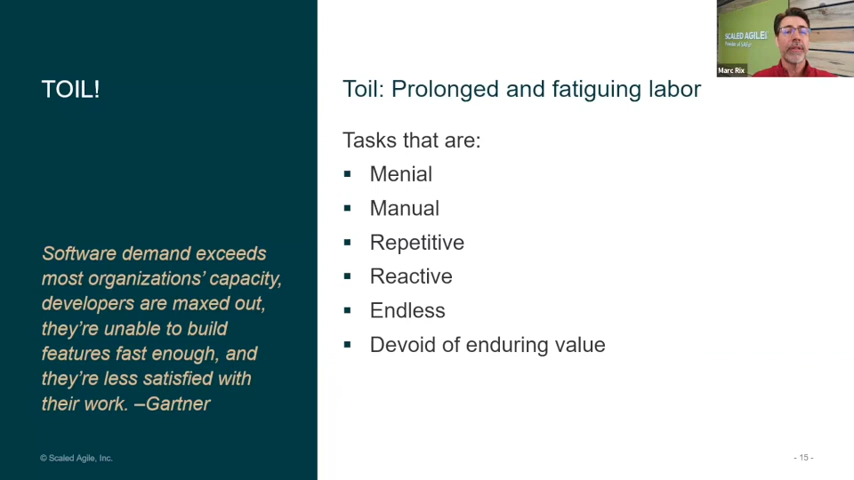 TOIL!
Software demand exceeds
most organizations' capacity,
developers are maxed out,
they're unable to build
features fast enough, and
they're less satisfied with
their work. –Gartner
© Scaled Agile, Inc.
Toil: Prolonged and fatiguing labor
Tasks that are:
▪ Menial
▪ Manual
▪ Repetitive
▪ Reactive
▪ Endless
▪ Devoid of enduring value
- 15 -
SCALED AGILE
Marc Rix